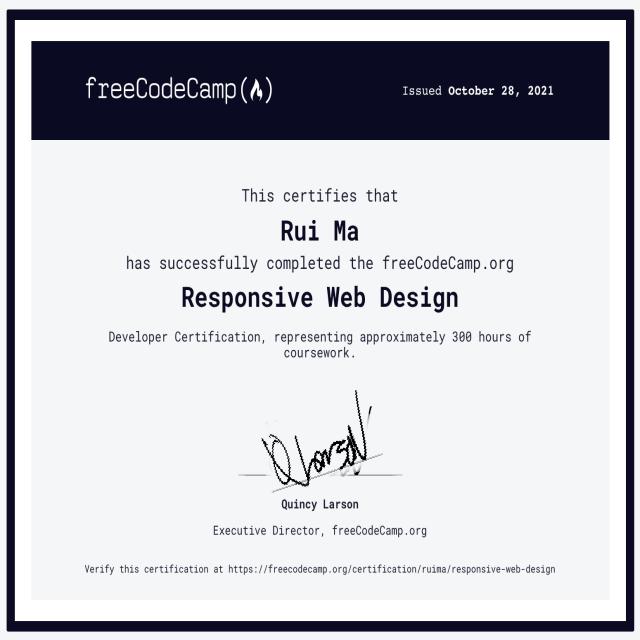 freeCodeCamp(🔥)
Issued October 28, 2021
This certifies that
Rui Ma
has successfully completed the freeCodeCamp.org
Responsive Web Design
Developer Certification, representing approximately 300 hours of
coursework.
Q Larson
Quincy Larson
Executive Director, freeCodeCamp.org
Verify this certification at https://freecodecamp.org/certification/ruima/responsive-web-design